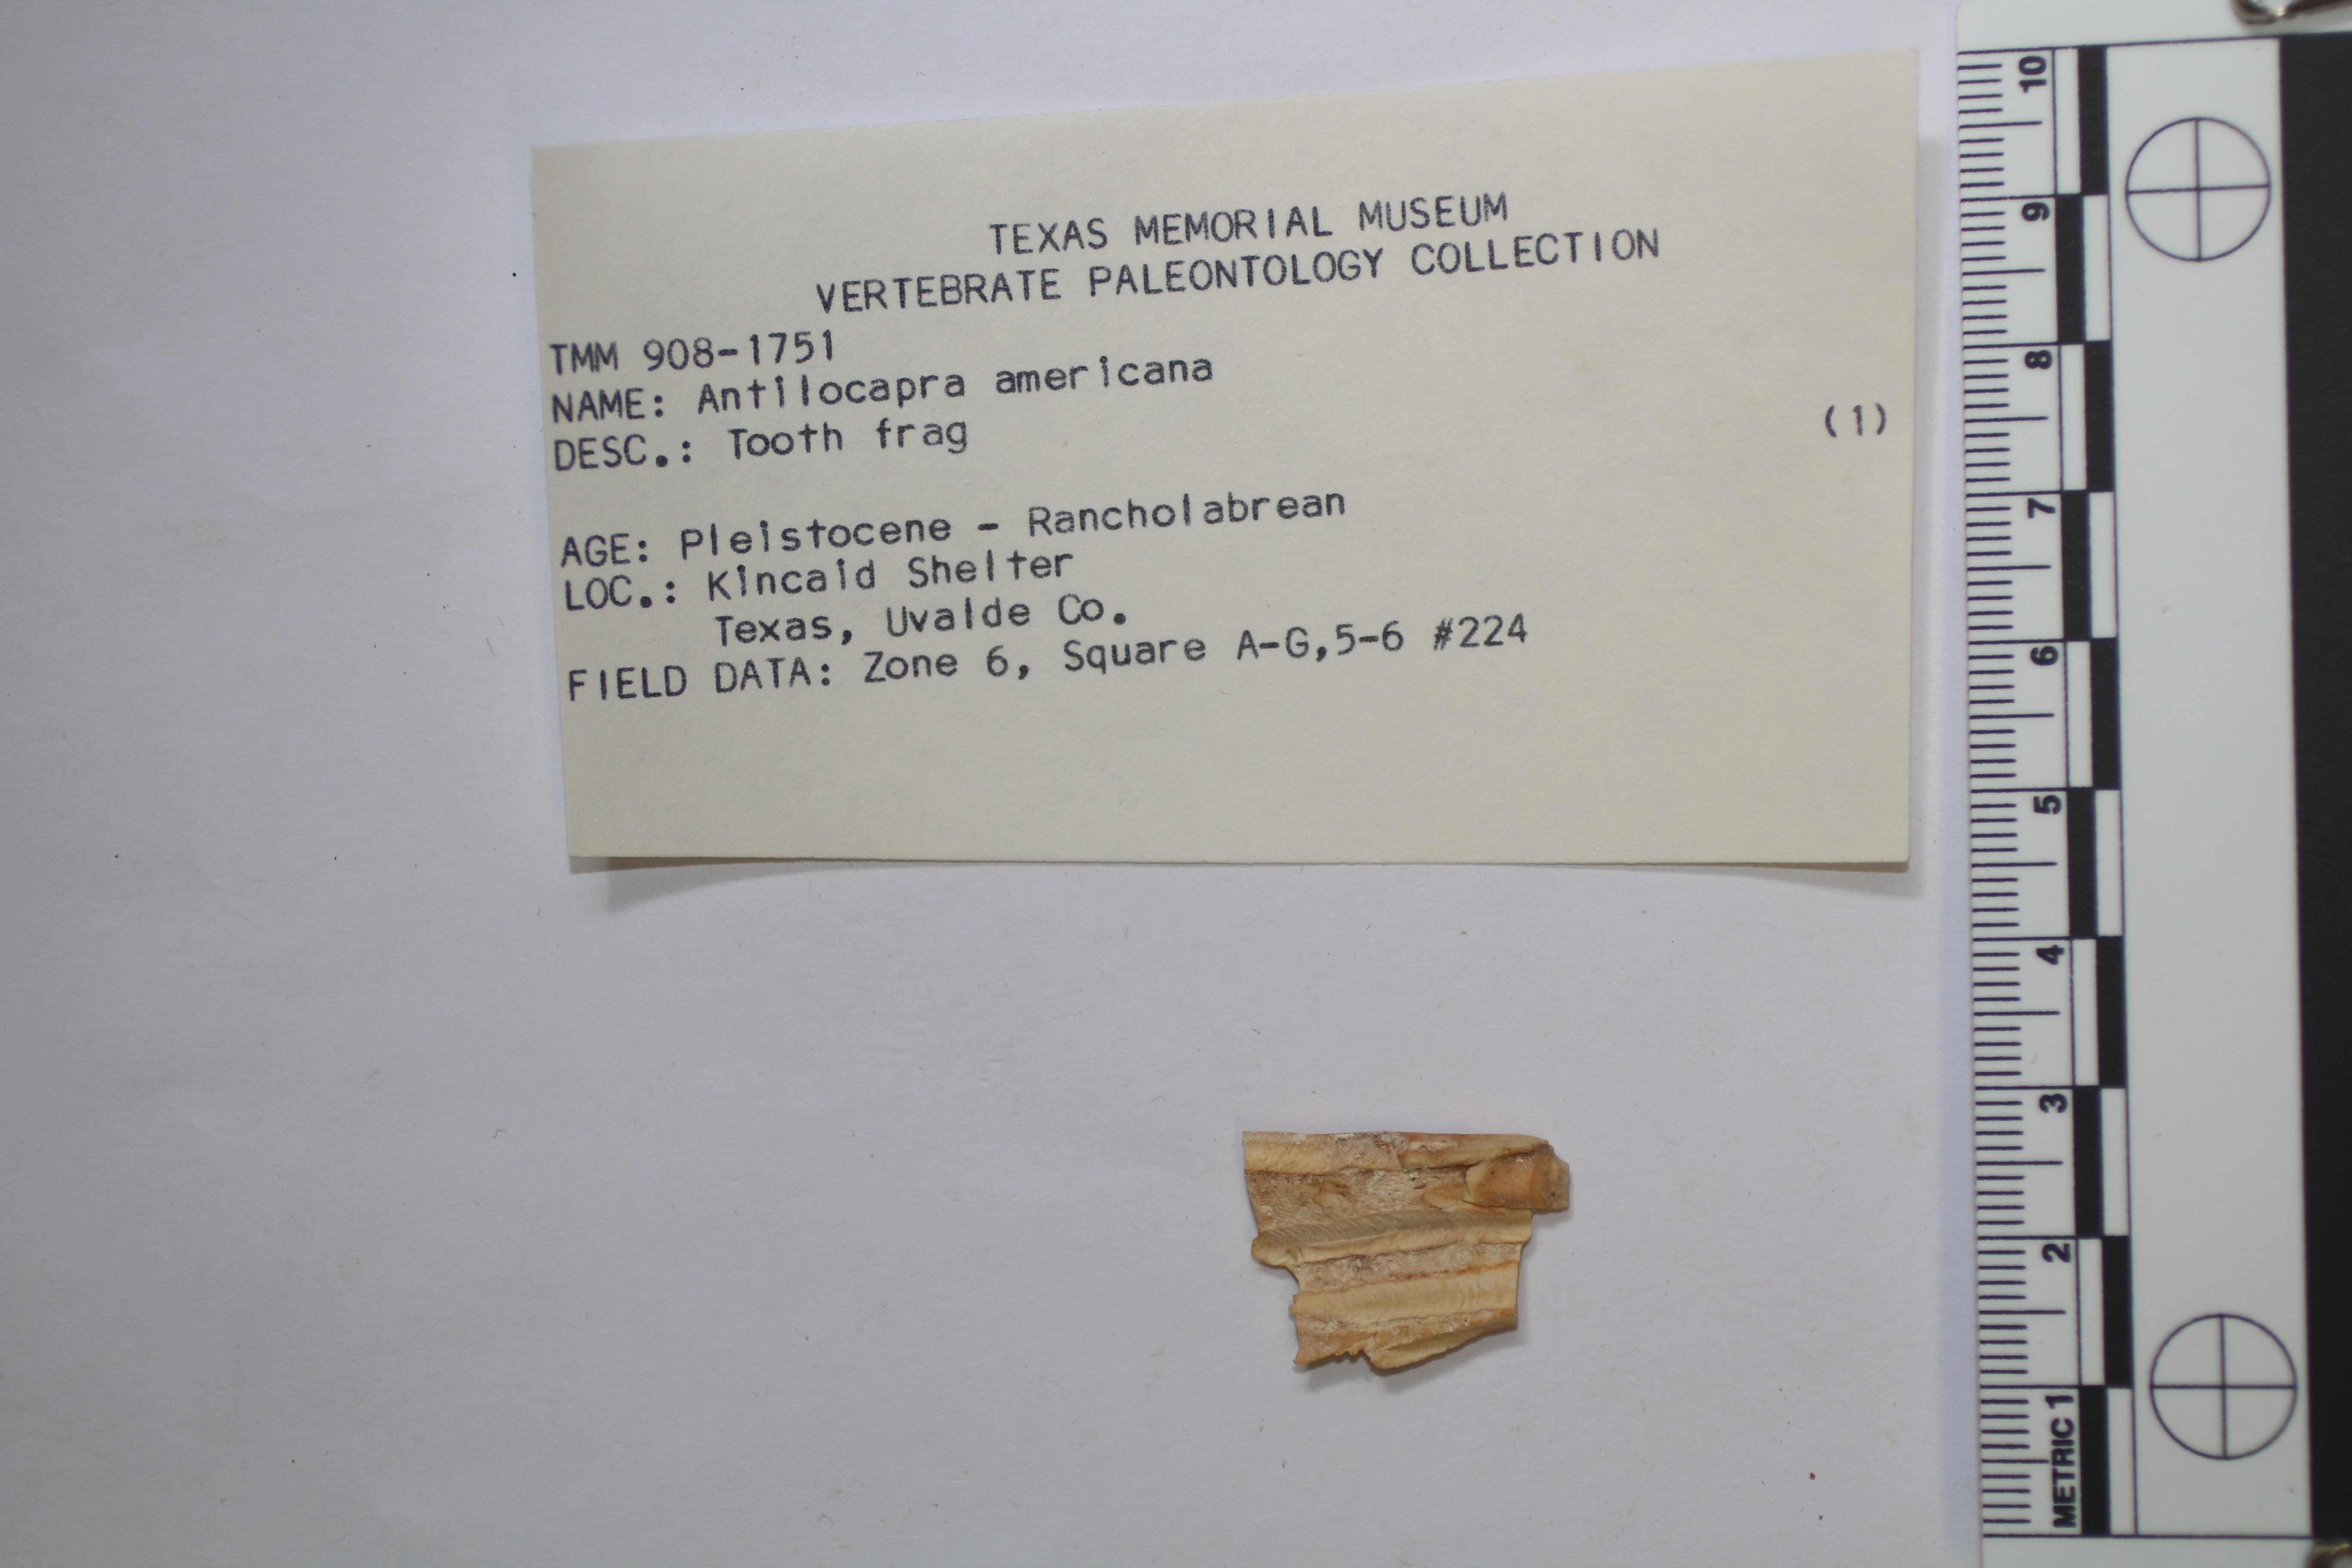 TEXAS MEMORIAL MUSEUM
VERTEBRATE PALEONTOLOGY COLLECTION
TMM 908-1751
NAME: Antilocapra americana
DESC.: Tooth frag (1)
AGE: Pleistocene - Rancholabrean
LOC.: Kincaid Shelter
Texas, Uvalde Co.
FIELD DATA: Zone 6, Square A-G,5-6 #224
10
9
8
7
6
5
4
3
2
METRIC 1